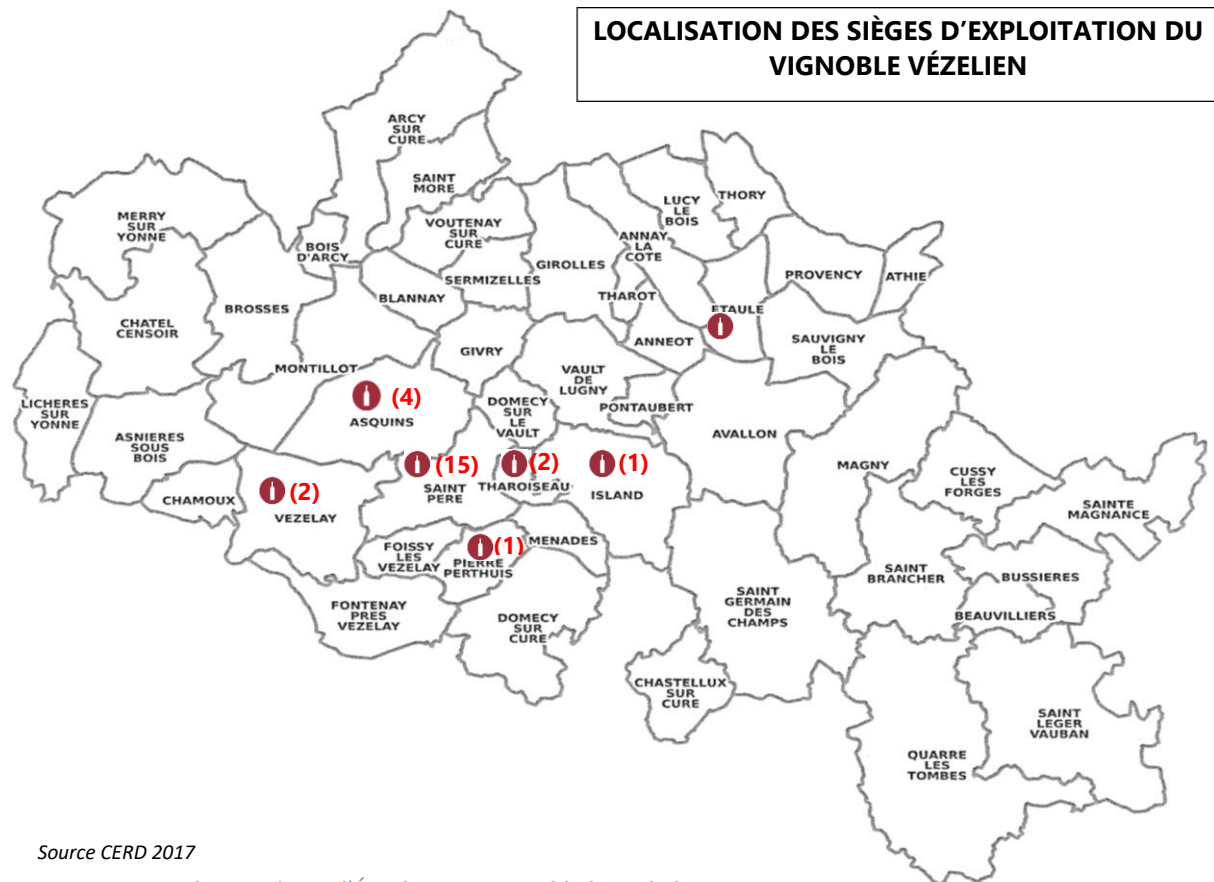 LOCALISATION DES SIÈGES D’EXPLOITATION DU
VIGNOBLE VÉZELIEN
ARCY
SUR
CURE
SAINT
MORE
MERRY
SUR
YONNE
BOIS
D'ARCY
VOUTENAY
SUR
CURE
SERMIZELLES
GIROLLES
LUCY
LE
BOIS
THORY
ANNAY
LA
COTE
THAROT
ETAULE
PROVENCY
ATHIE
CHATEL
CENSOIR
BROSSES
BLANNAY
GIVRY
ANNEOT
SAUVIGNY
LE
BOIS
MONTILLOT
VAULT
DE
LUGNY
LICHERES
SUR
YONNE
ASNIERES
SOUS
BOIS
(4)
ASQUINS
DOMECY
SUR
LE
VAULT
PONTAUBERT
AVALLON
CHAMOUX
(2)
VEZELAY
(15)
SAINT
PERE
(2)
THAROISEAU
(1)
ISLAND
MAGNY
CUSSY
LES
FORGES
SAINTE
MAGNANCE
FOISSY
LES
VEZELAY
(1)
PIERRE
PERTHUIS
MENADES
SAINT
BRANCHER
BUSSIERES
BEAUVILLIERS
FONTENAY
PRES
VEZELAY
DOMECY
SUR
CURE
SAINT
GERMAIN
DES
CHAMPS
CHASTELLUX
SUR
CURE
SAINT
LEGER
VAUBAN
QUARRE
LES
TOMBES
Source CERD 2017